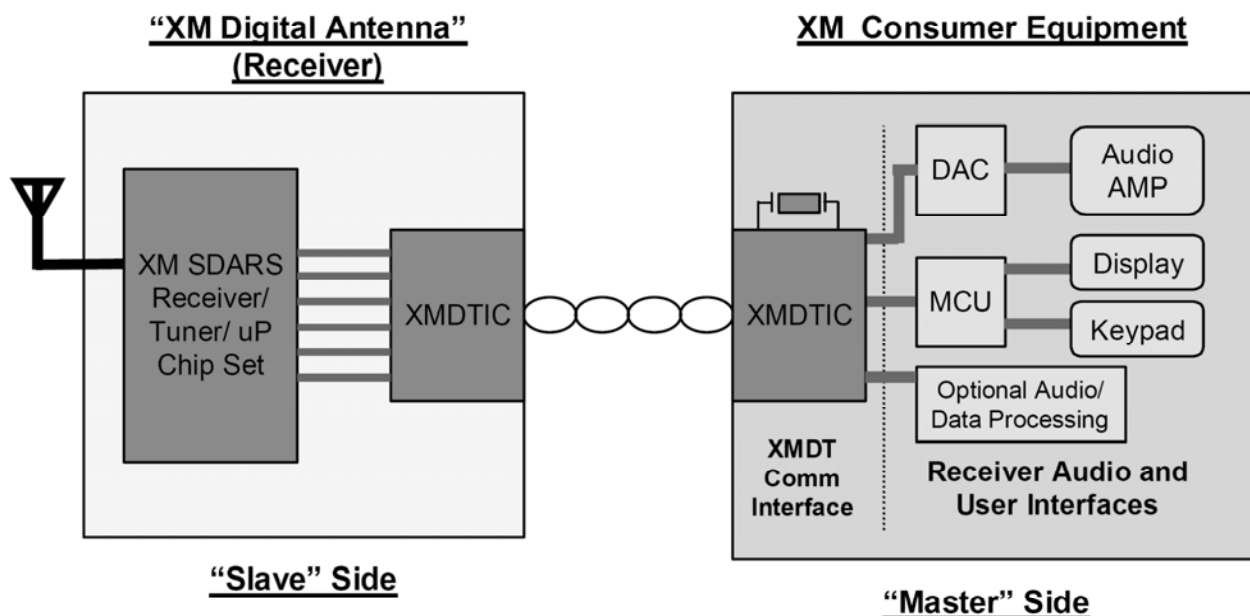 “XM Digital Antenna”
(Receiver)
XM Consumer Equipment
XM SDARS
Receiver/
Tuner/ uP
Chip Set
XMDTIC
XMDTIC
DAC
Audio
AMP
MCU
Display
Keypad
Optional Audio/
Data Processing
XMDT
Comm
Interface
Receiver Audio and
User Interfaces
“Slave” Side
“Master” Side